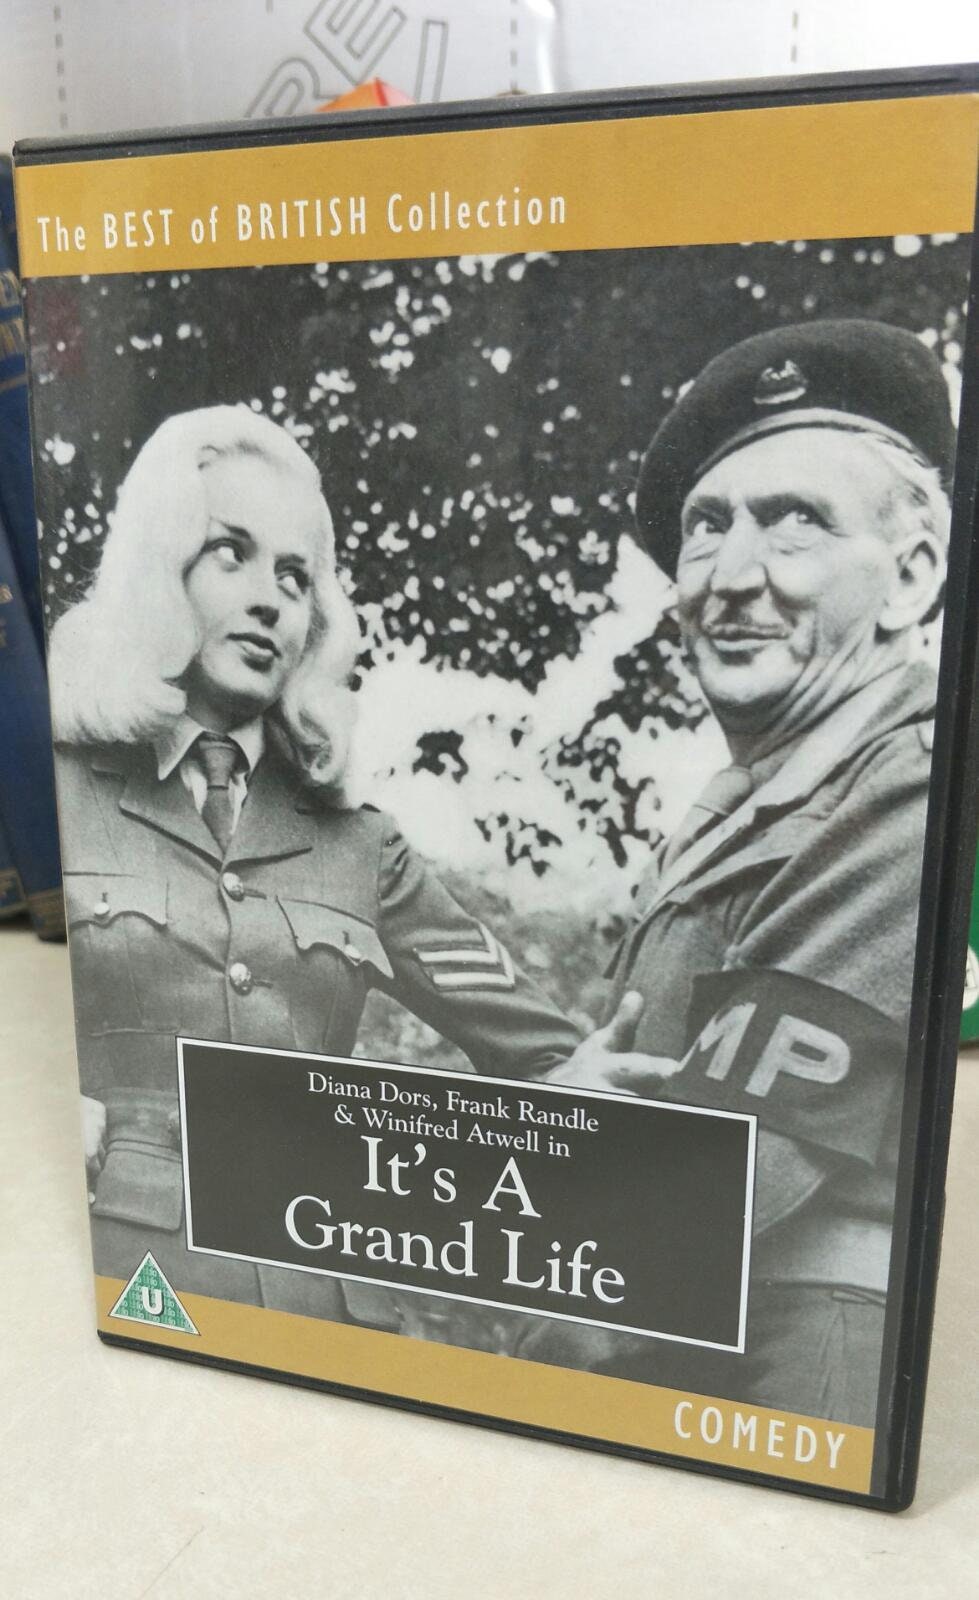 The BEST of BRITISH Collection
MP
Diana Dors, Frank Randle
& Winifred Atwell in
It's A
Grand Life
U
COMEDY